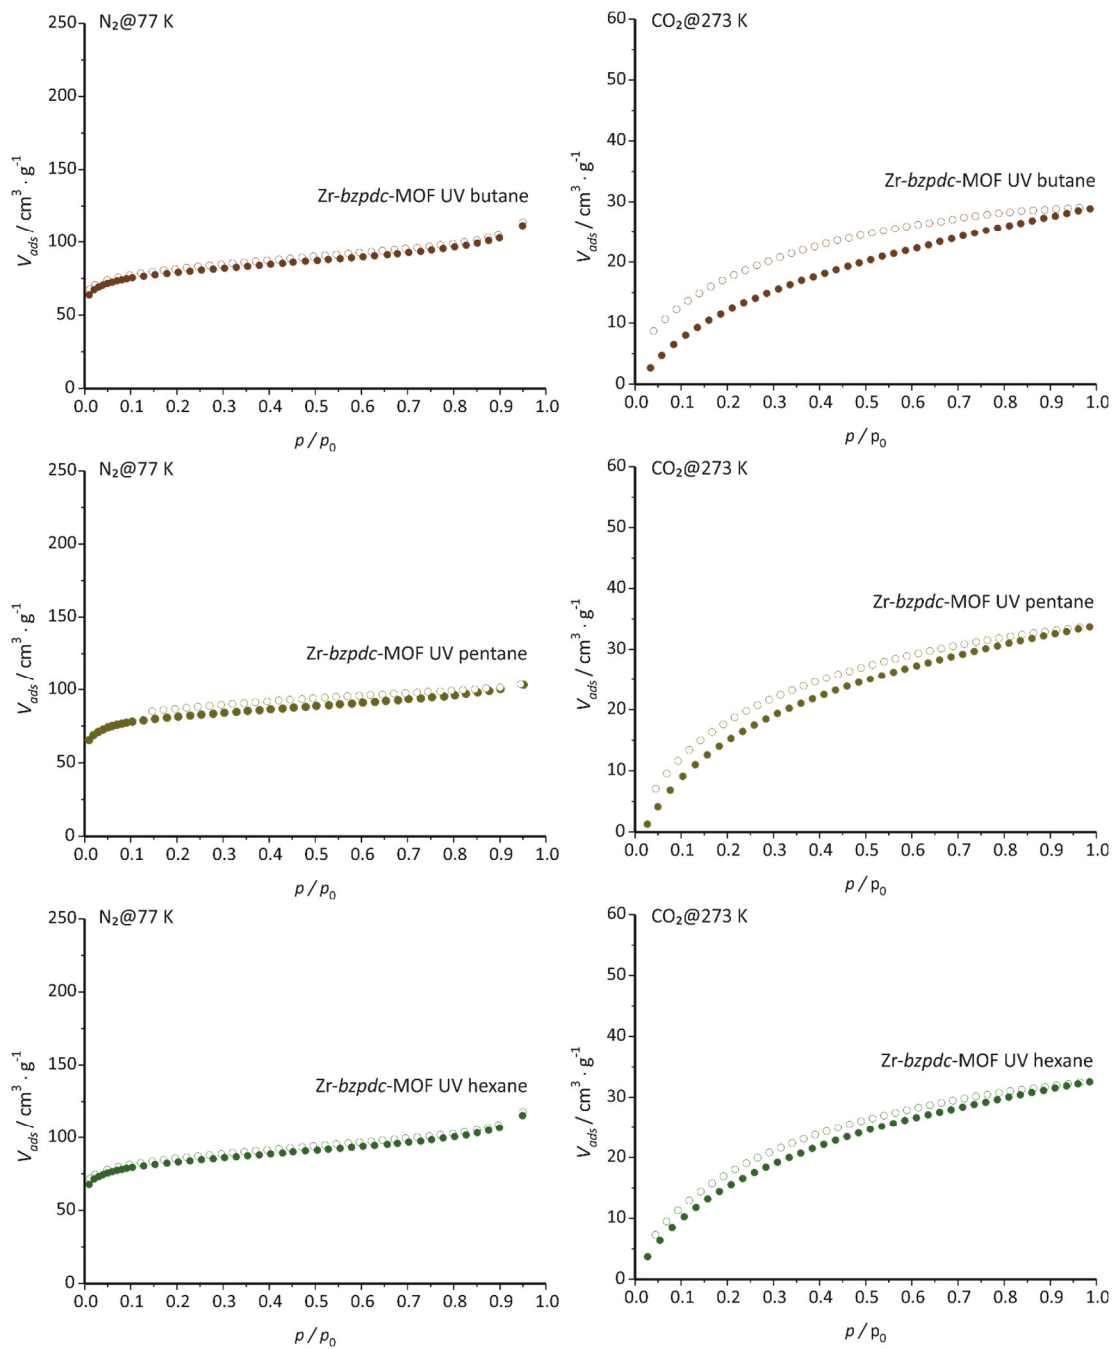 N₂@77 K
250
200
150
100
50
0
V_ads / cm³ · g⁻¹
Zr-bzpdc-MOF UV butane
0.0 0.1 0.2 0.3 0.4 0.5 0.6 0.7 0.8 0.9 1.0
p / p₀
CO₂@273 K
60
50
40
30
20
10
0
V_ads / cm³ · g⁻¹
Zr-bzpdc-MOF UV butane
0.0 0.1 0.2 0.3 0.4 0.5 0.6 0.7 0.8 0.9 1.0
p / p₀
N₂@77 K
250
200
150
100
50
0
V_ads / cm³ · g⁻¹
Zr-bzpdc-MOF UV pentane
0.0 0.1 0.2 0.3 0.4 0.5 0.6 0.7 0.8 0.9 1.0
p / p₀
CO₂@273 K
60
50
40
30
20
10
0
V_ads / cm³ · g⁻¹
Zr-bzpdc-MOF UV pentane
0.0 0.1 0.2 0.3 0.4 0.5 0.6 0.7 0.8 0.9 1.0
p / p₀
N₂@77 K
250
200
150
100
50
0
V_ads / cm³ · g⁻¹
Zr-bzpdc-MOF UV hexane
0.0 0.1 0.2 0.3 0.4 0.5 0.6 0.7 0.8 0.9 1.0
p / p₀
CO₂@273 K
60
50
40
30
20
10
0
V_ads / cm³ · g⁻¹
Zr-bzpdc-MOF UV hexane
0.0 0.1 0.2 0.3 0.4 0.5 0.6 0.7 0.8 0.9 1.0
p / p₀